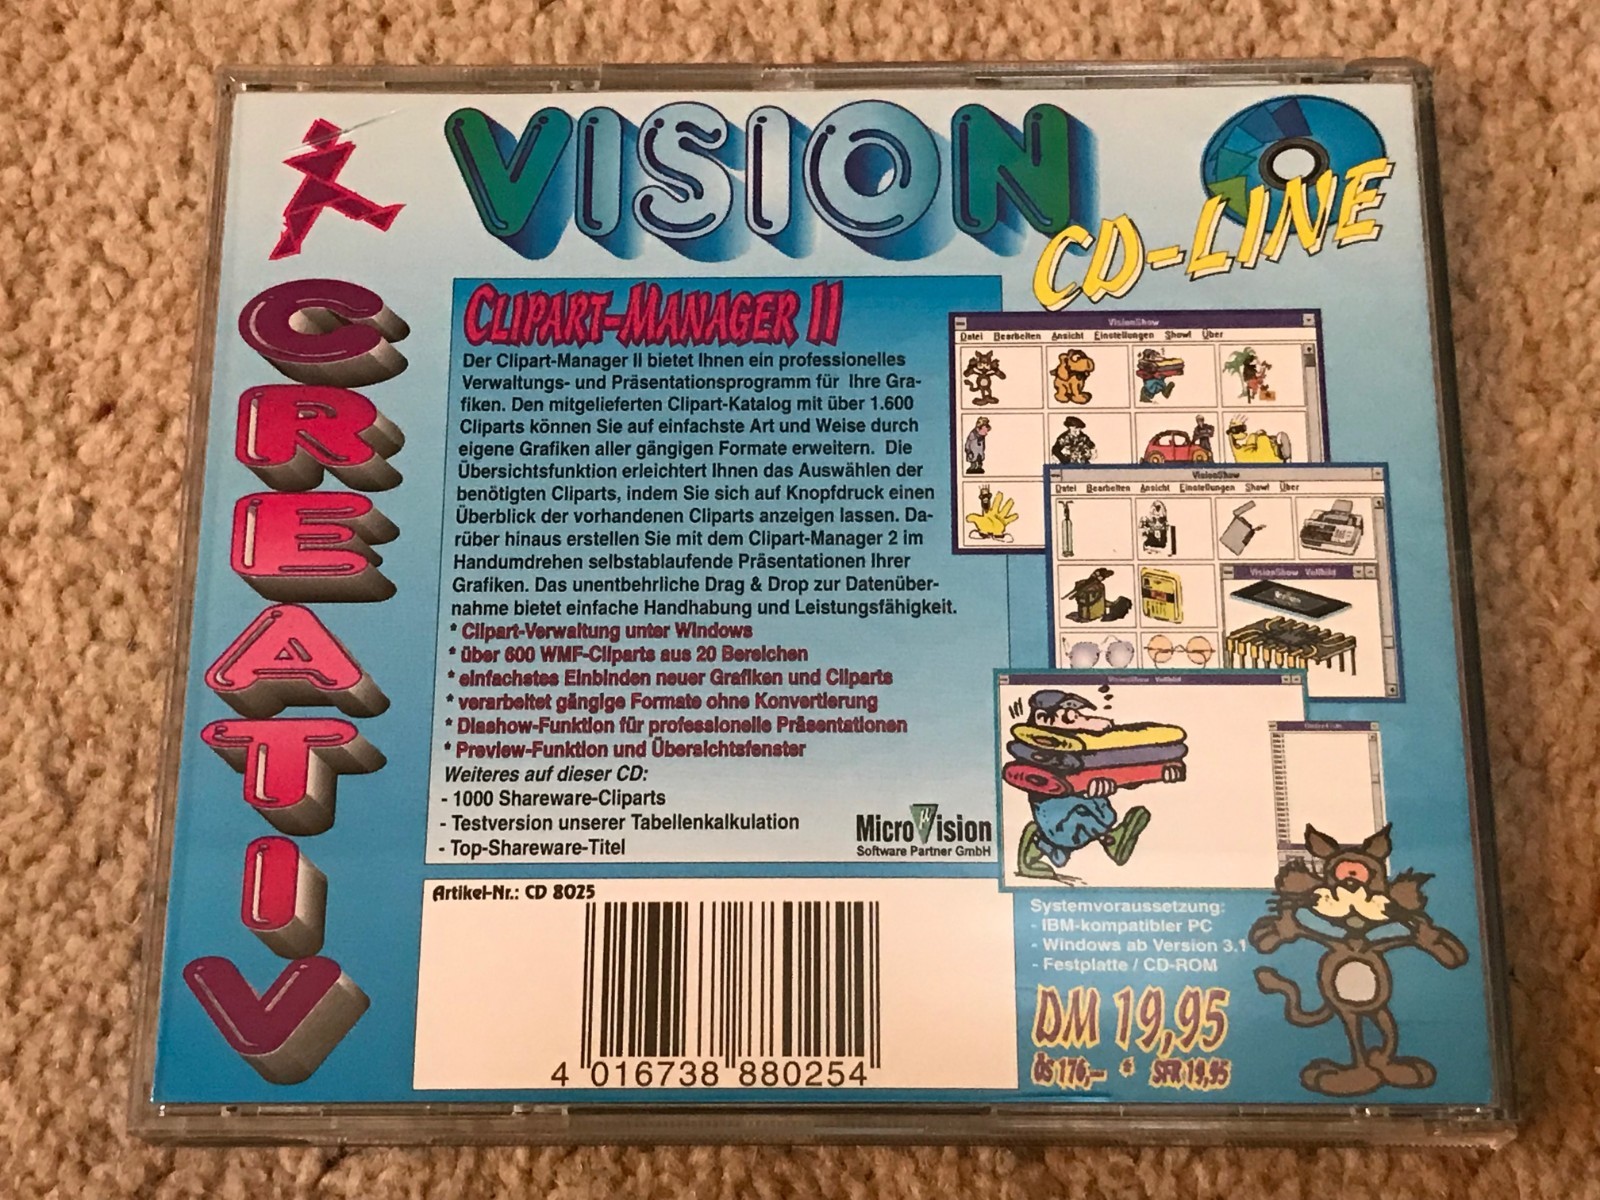 VISION
CD-LINE
CREATIV
CLIPART-MANAGER II
Der Clipart-Manager II bietet Ihnen ein professionelles
Verwaltungs- und Präsentationsprogramm für Ihre Gra-
fiken. Den mitgelieferten Clipart-Katalog mit über 1.600
Cliparts können Sie auf einfachste Art und Weise durch
eigene Grafiken aller gängigen Formate erweitern. Die
Übersichtsfunktion erleichtert Ihnen das Auswählen der
benötigten Cliparts, indem Sie sich auf Knopfdruck einen
Überblick der vorhandenen Cliparts anzeigen lassen. Da-
rüber hinaus erstellen Sie mit dem Clipart-Manager 2 im
Handumdrehen selbstablaufende Präsentationen Ihrer
Grafiken. Das unentbehrliche Drag & Drop zur Datenüber-
nahme bietet einfache Handhabung und Leistungsfähigkeit.
* Clipart-Verwaltung unter Windows
* über 600 WMF-Cliparts aus 20 Bereichen
* einfachstes Einbinden neuer Grafiken und Cliparts
* verarbeitet gängige Formate ohne Konvertierung
* Diashow-Funktion für professionelle Präsentationen
* Preview-Funktion und Übersichtsfenster
Weiteres auf dieser CD:
- 1000 Shareware-Cliparts
- Testversion unserer Tabellenkalkulation
- Top-Shareware-Titel
Micro Vision
µ
Software Partner GmbH
VisionShow
Datei Bearbeiten Ansicht Einstellungen Show! Über
VisionShow
Datei Bearbeiten Ansicht Einstellungen Show! Über
VisionShow Vollbild
VisionShow Vollbild
Artikel-Nr.: CD 8025
4 016738 880254
Systemvoraussetzung:
- IBM-kompatibler PC
- Windows ab Version 3.1
- Festplatte / CD-ROM
DM 19,95
ÖS 176,- * SFR 19,95